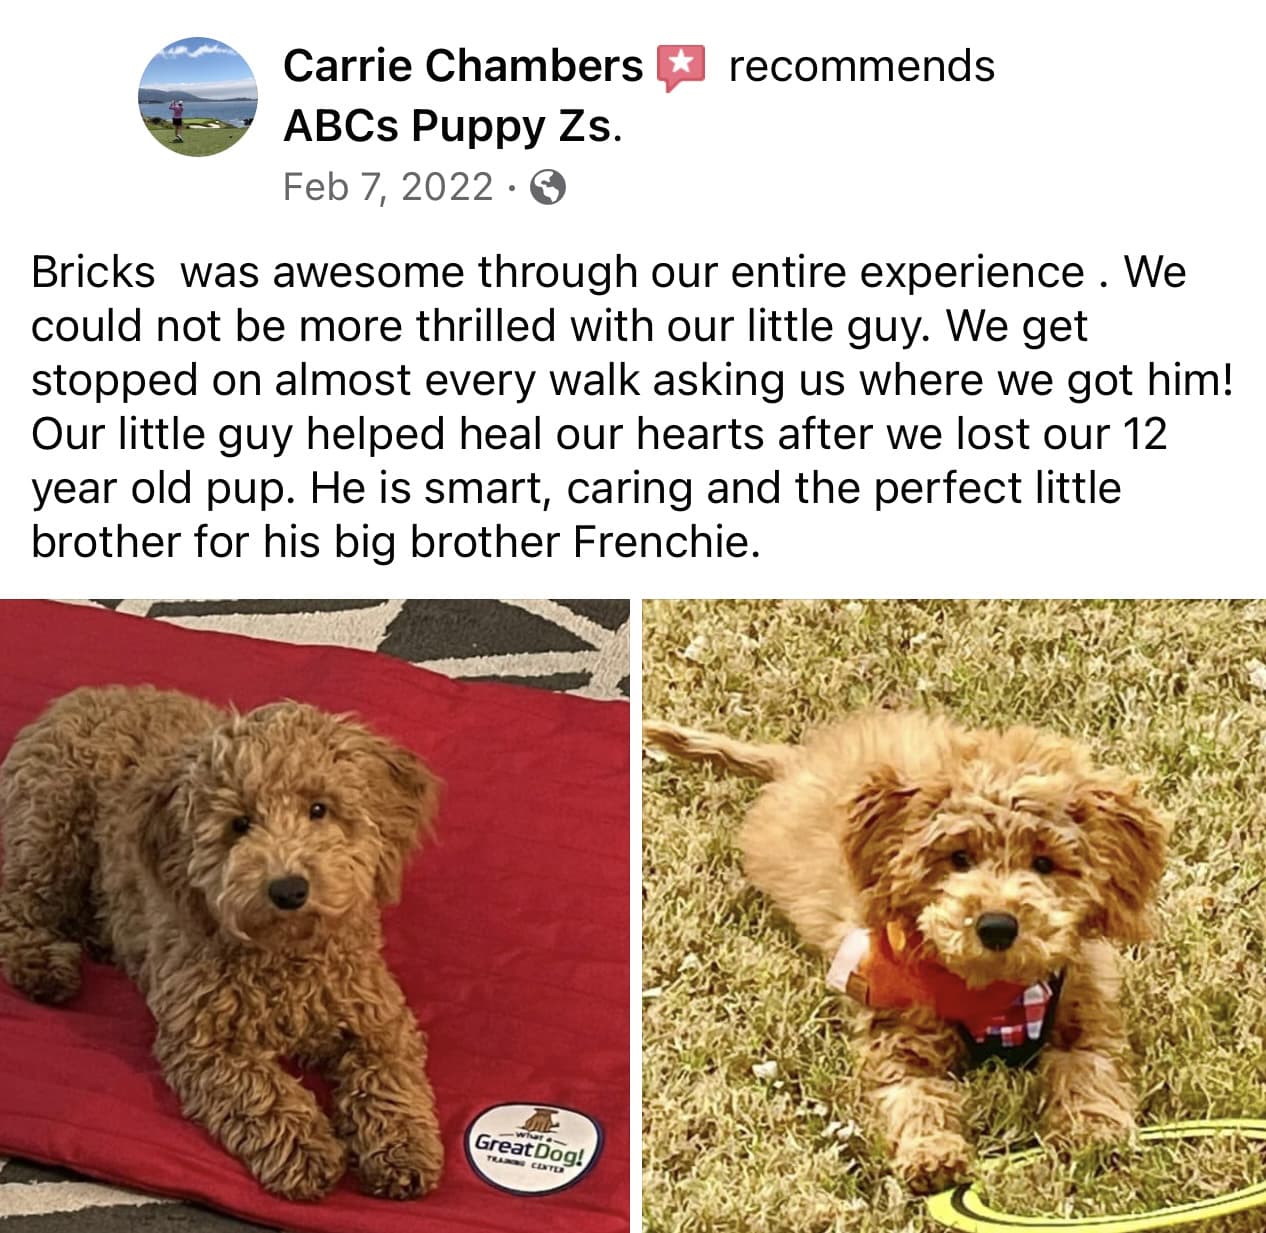 Carrie Chambers recommends
ABCs Puppy Zs.
Feb 7, 2022 ·
Bricks  was awesome through our entire experience . We
could not be more thrilled with our little guy. We get
stopped on almost every walk asking us where we got him!
Our little guy helped heal our hearts after we lost our 12
year old pup. He is smart, caring and the perfect little
brother for his big brother Frenchie.
What a
GreatDog!
TRAINING CENTER